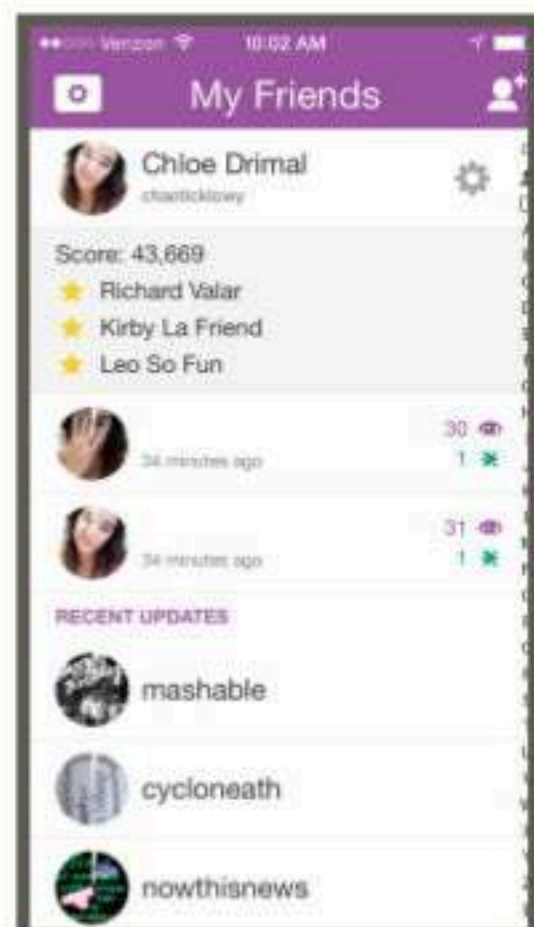 Verizon 10:02 AM
My Friends
Chloe Drimal
Score: 43,669
Richard Valar
Kirby La Friend
Leo So Fun
30
34 minutes ago 1
31
34 minutes ago 1
RECENT UPDATES
mashable
cycloneath
nowthisnews